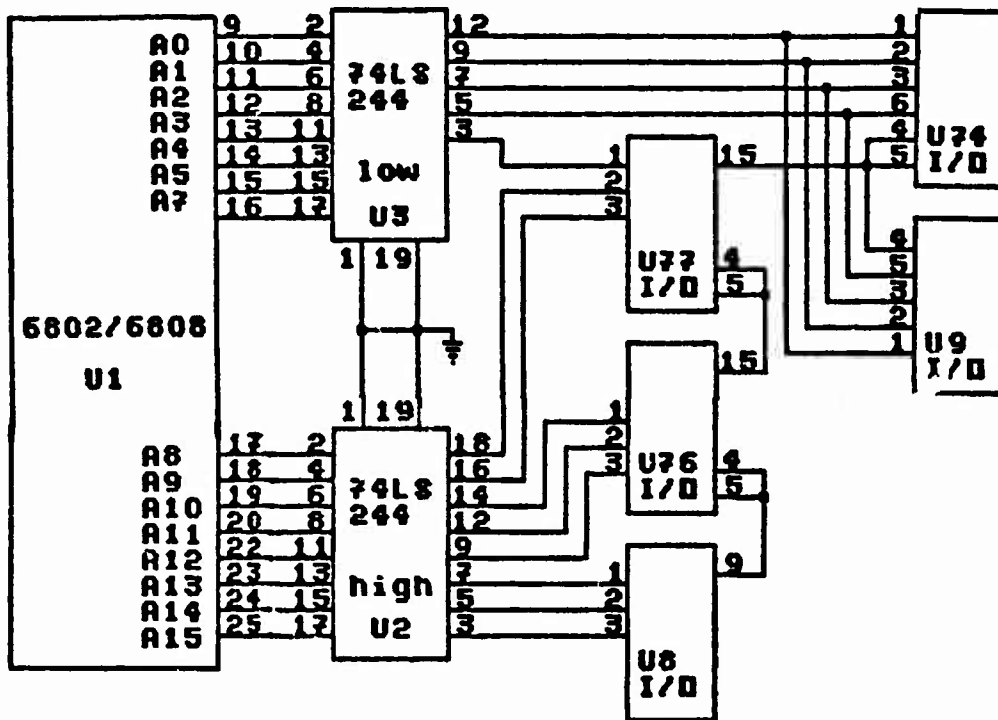 A0 A1 A2 A3 A4 A5 A7
9 10 11 12 13 14 15 16
6802/6808
U1
A8 A9 A10 A11 A12 A13 A14 A15
17 18 19 20 22 23 24 25
2 4 6 8 11 13 15 17
74LS
244
low
U3
12 9 7 5 3
1 19
1 19
2 4 6 8 11 13 15 17
74LS
244
high
U2
18 16 14 12 9 7 5 3
1 2 3
15
U77
I/O
4
5
1 2 3
15
U76
I/O
4
5
1 2 3
9
U8
I/O
1 2 3 6 4 5
U74
I/O
4 5 3 2 1
U9
I/O